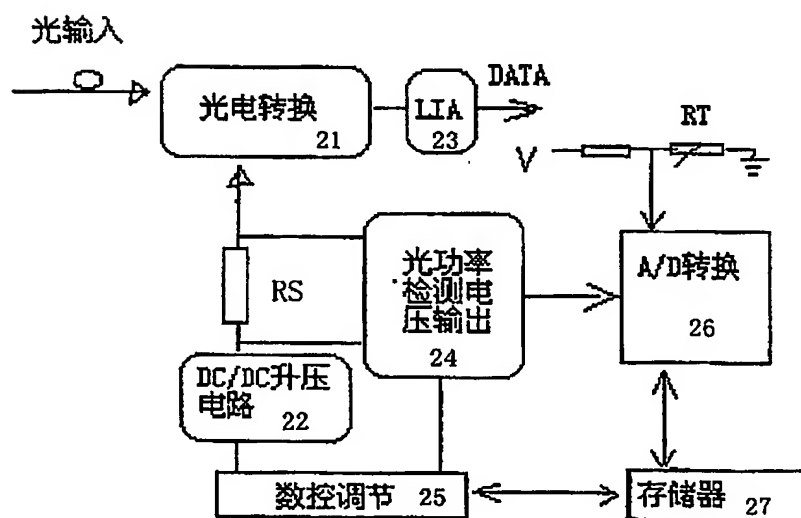 光输入
光电转换
21
LIA
23
DATA
V
RT
RS
光功率
检测电
压输出
24
A/D转换
26
DC/DC升压
电路
22
数控调节 25
存储器 27